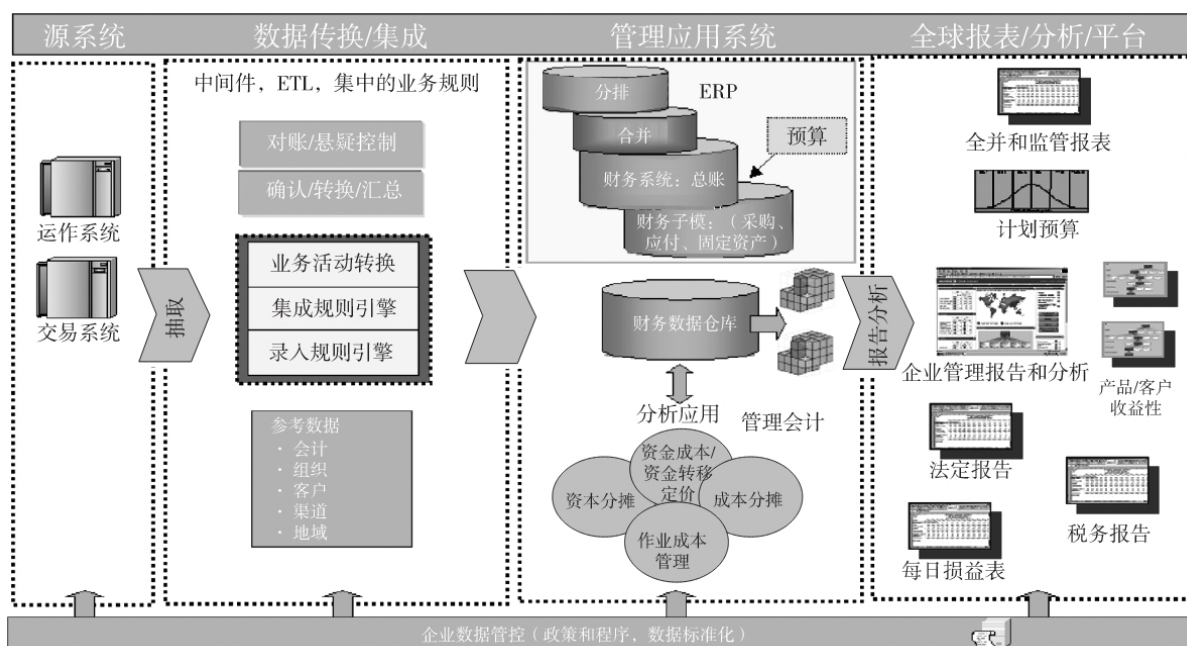 源系统
数据传换/集成
管理应用系统
全球报表/分析/平台
运作系统
交易系统
抽取
中间件，ETL，集中的业务规则
对账/悬疑控制
确认/转换/汇总
业务活动转换
集成规则引擎
录入规则引擎
参考数据
· 会计
· 组织
· 客户
· 渠道
· 地域
分排
ERP
合并
预算
财务系统：总账
财务子模：（采购、
应付、固定资产）
财务数据仓库
分析应用
管理会计
资金成本/
资金转移
定价
资本分摊
成本分摊
作业成本
管理
报告分析
全并和监管报表
计划预算
企业管理报告和分析
产品/客户
收益性
法定报告
税务报告
每日损益表
企业数据管控（政策和程序，数据标准化）